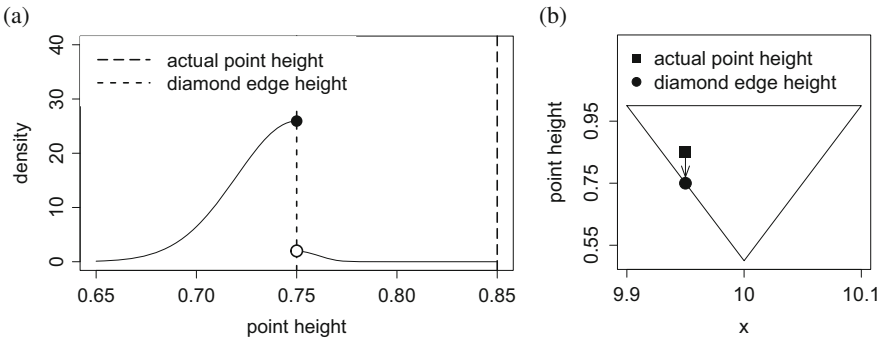 (a)
actual point height
diamond edge height
density
0
10
20
30
40
0.65 0.70 0.75 0.80 0.85
point height
(b)
actual point height
diamond edge height
point height
0.55 0.75 0.95
9.9 10 10.1
x